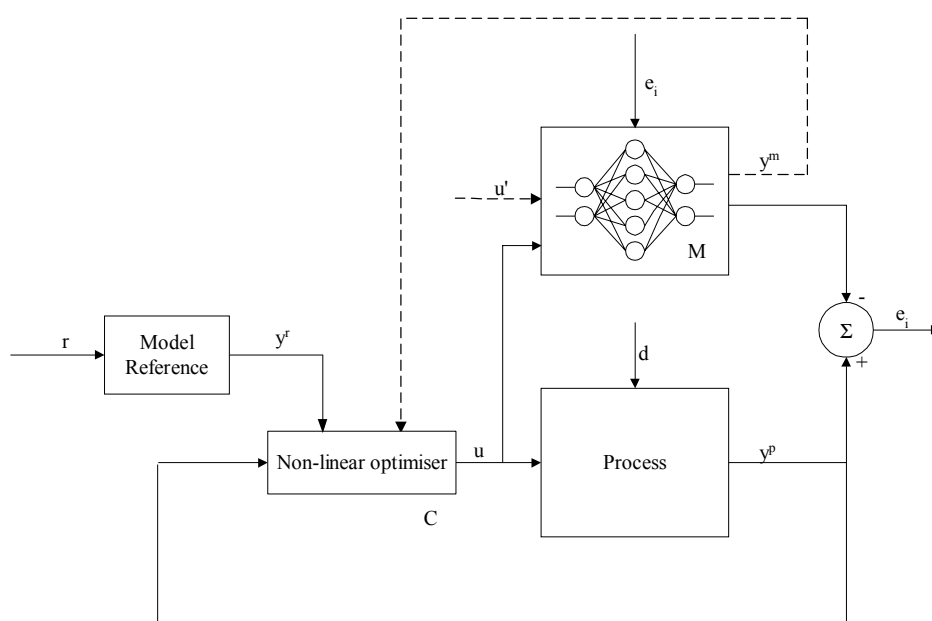 e_i
y^m
u'
M
-
Σ
e_i
+
r
Model
Reference
y^r
d
Non-linear optimiser
u
Process
y^p
C